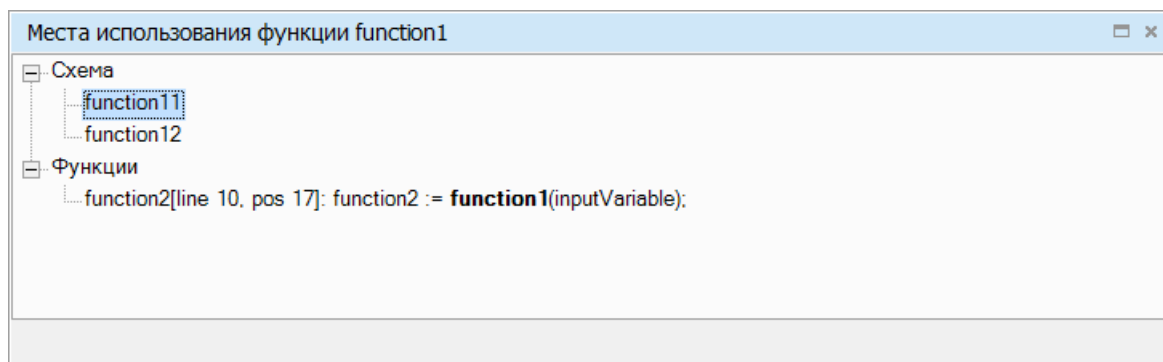 Места использования функции function1
Схема
function11
function12
Функции
function2[line 10, pos 17]: function2 := function1(inputVariable);